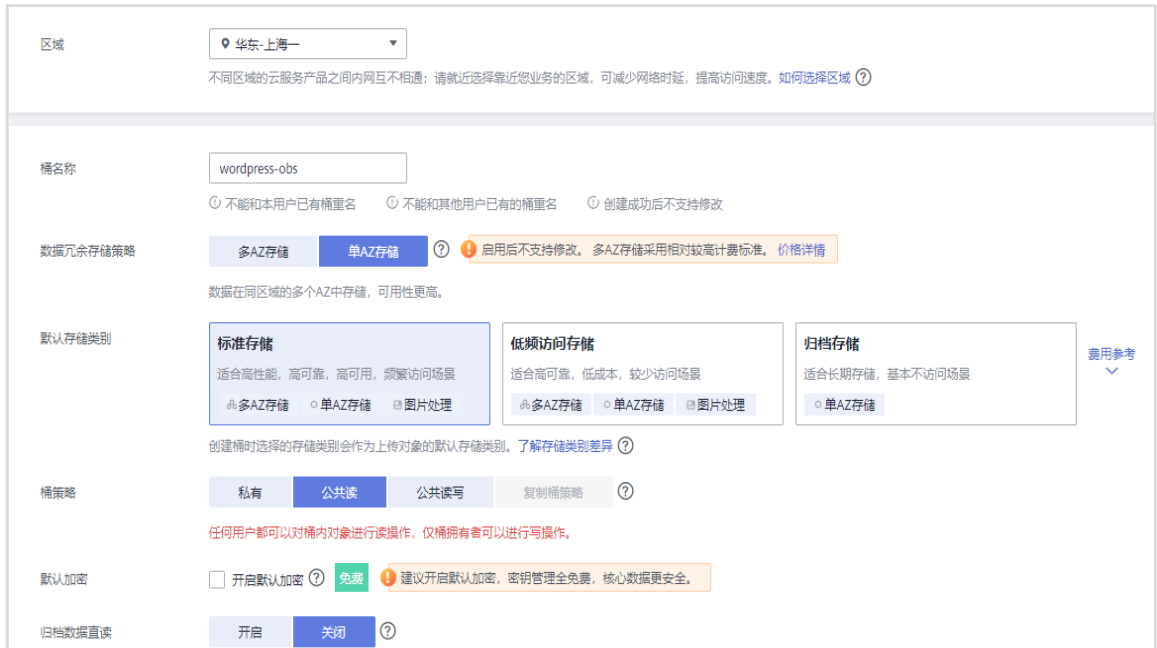 区域
华东-上海一
不同区域的云服务产品之间内网互不相通；请就近选择靠近您业务的区域，可减少网络时延，提高访问速度。如何选择区域
桶名称
wordpress-obs
不能和本用户已有桶重名 不能和其他用户已有的桶重名 创建成功后不支持修改
数据冗余存储策略
多AZ存储 单AZ存储 启用后不支持修改。 多AZ存储采用相对较高计费标准。 价格详情
数据在同区域的多个AZ中存储，可用性更高。
默认存储类别
标准存储 低频访问存储 归档存储
适合高性能，高可靠，高可用，频繁访问场景 适合高可靠，低成本，较少访问场景 适合长期存储，基本不访问场景
费用参考
多AZ存储 单AZ存储 图片处理 多AZ存储 单AZ存储 图片处理 单AZ存储
创建桶时选择的存储类别会作为上传对象的默认存储类别。了解存储类别差异
桶策略
私有 公共读 公共读写 复制桶策略
任何用户都可以对桶内对象进行读操作，仅桶拥有者可以进行写操作。
默认加密
开启默认加密 免费 建议开启默认加密，密钥管理全免费，核心数据更安全。
归档数据直读
开启 关闭